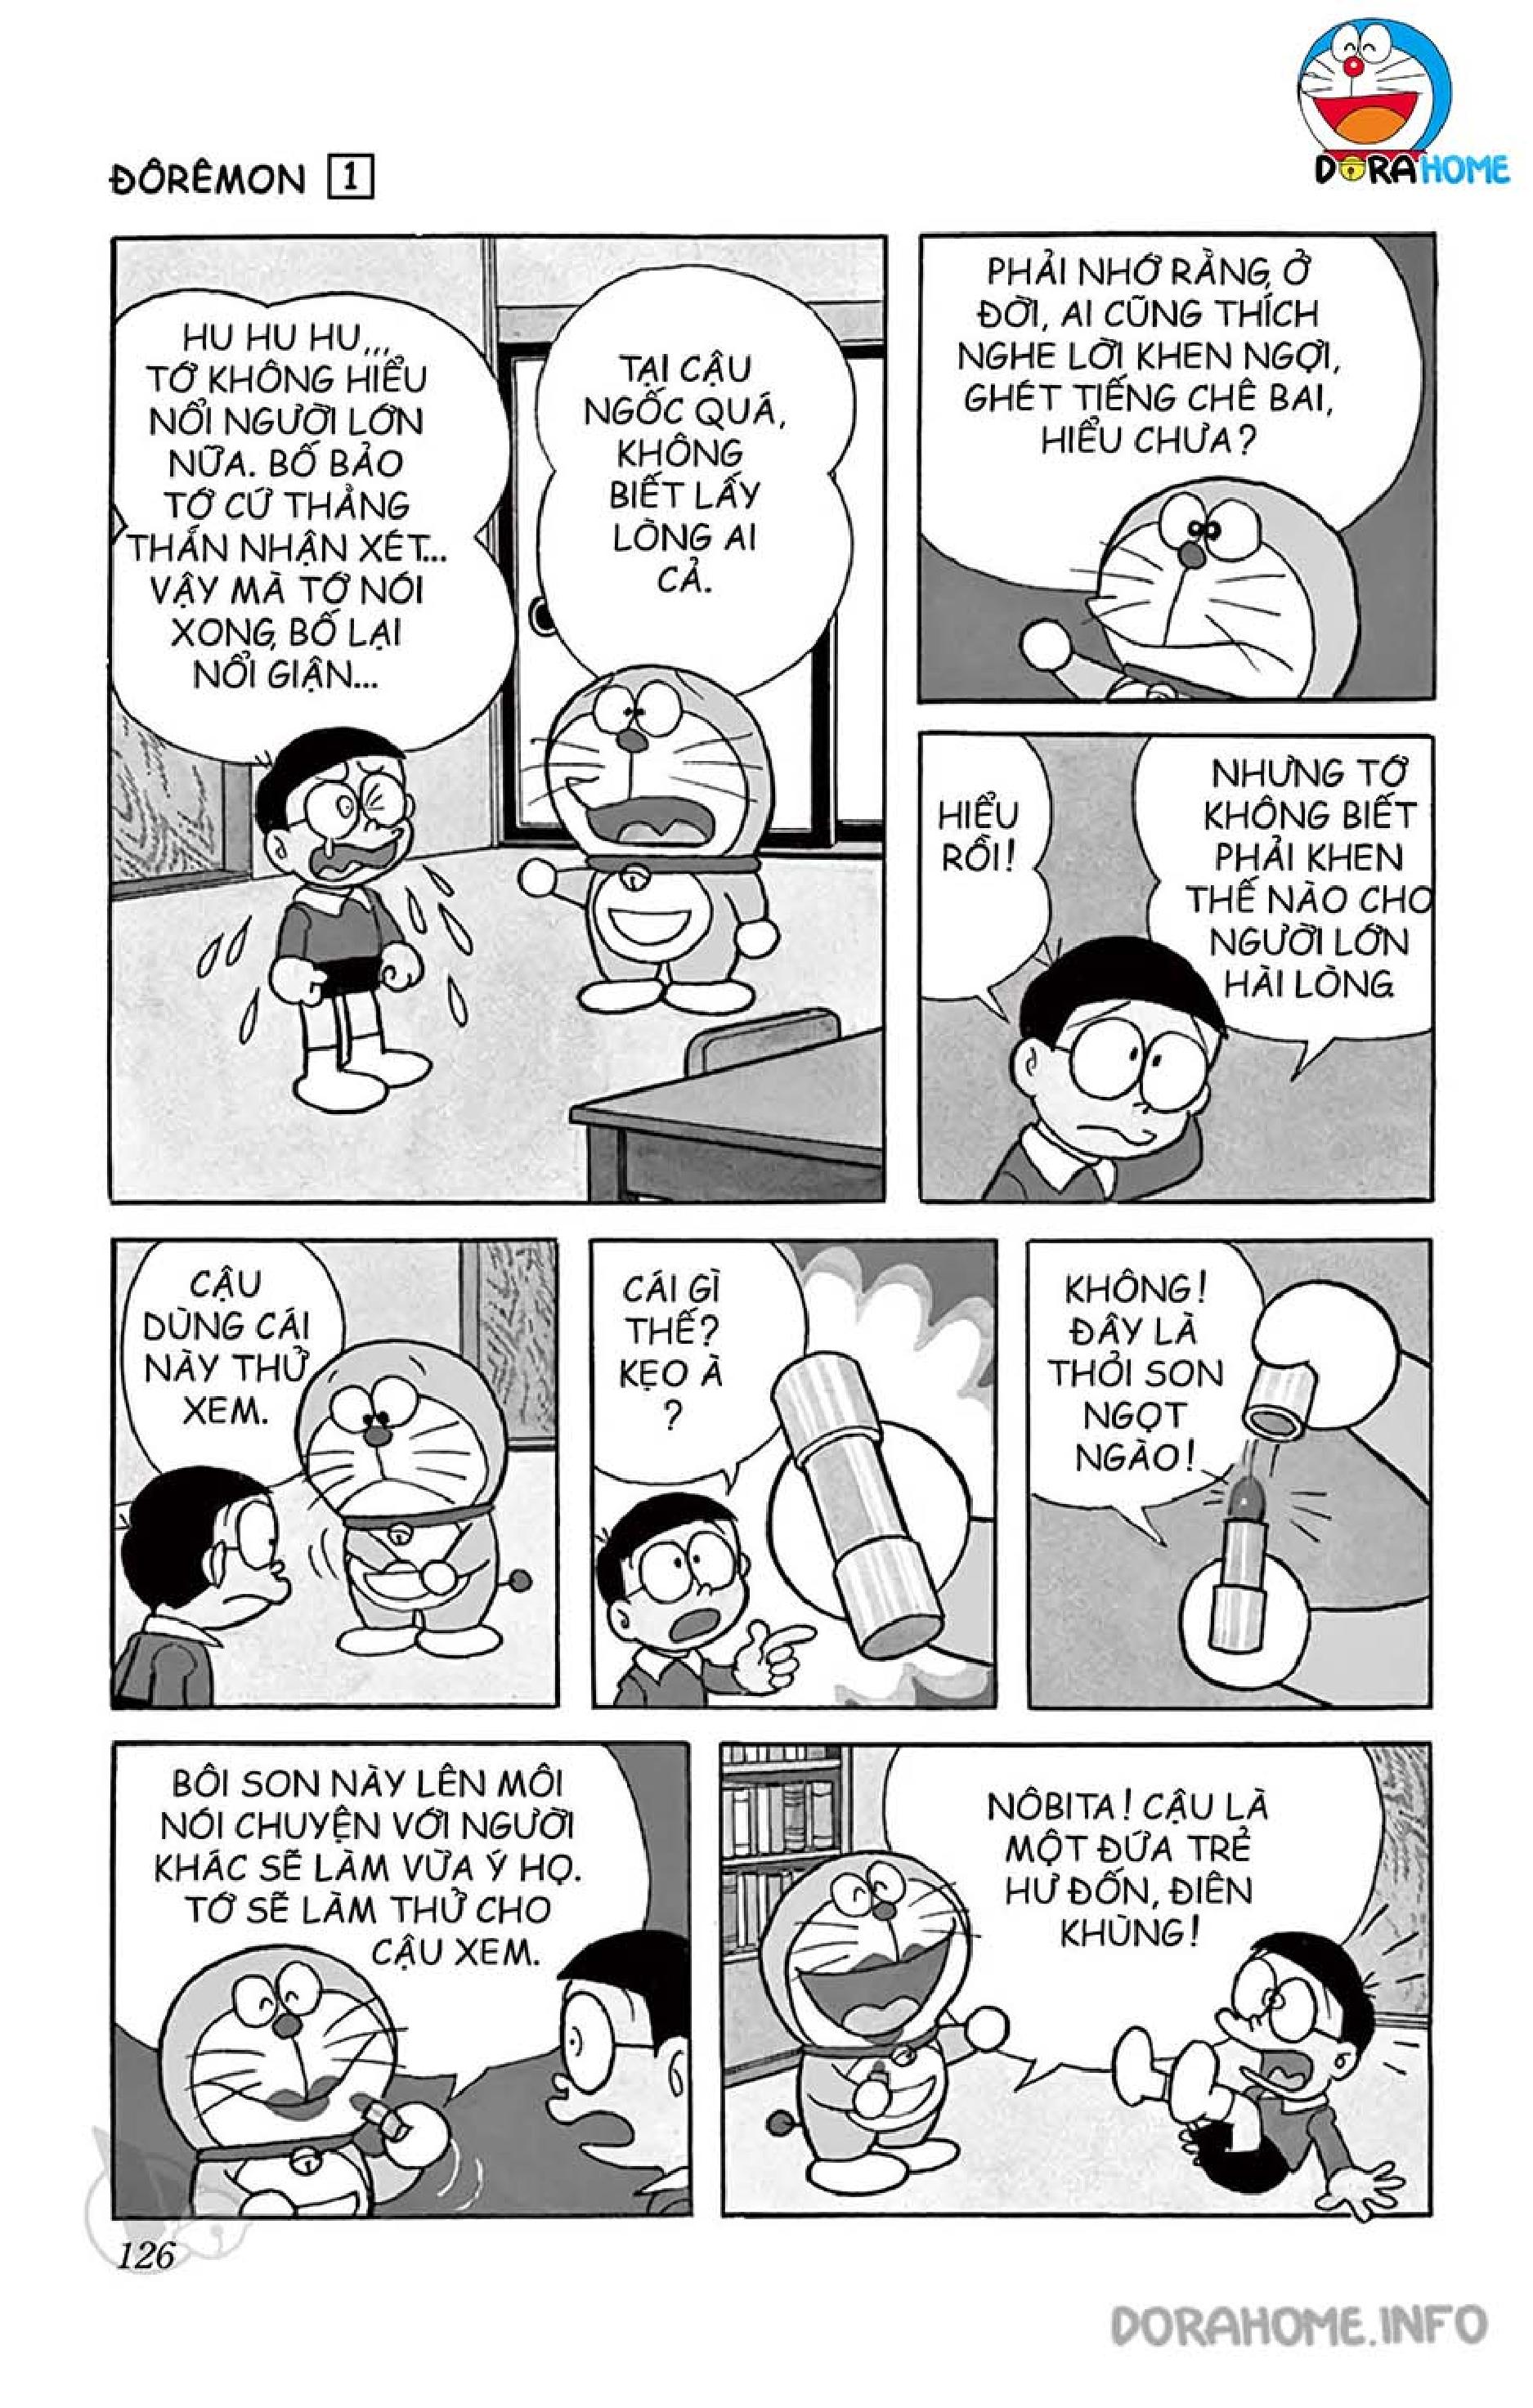 DORAHOME
ĐÔRÊMON 1
HU HU HU,,,
TỚ KHÔNG HIỂU
NỔI NGƯỜI LỚN
NỮA. BỐ BẢO
TỚ CỨ THẲNG
THẮN NHẬN XÉT...
VẬY MÀ TỚ NÓI
XONG, BỐ LẠI
NỔI GIẬN...
TẠI CẬU
NGỐC QUÁ,
KHÔNG
BIẾT LẤY
LÒNG AI
CẢ.
PHẢI NHỚ RẰNG, Ở
ĐỜI, AI CŨNG THÍCH
NGHE LỜI KHEN NGỢI,
GHÉT TIẾNG CHÊ BAI,
HIỂU CHƯA?
HIỂU
RỒI!
NHƯNG TỚ
KHÔNG BIẾT
PHẢI KHEN
THẾ NÀO CHO
NGƯỜI LỚN
HÀI LÒNG.
CẬU
DÙNG CÁI
NÀY THỬ
XEM.
CÁI GÌ
THẾ?
KẸO À
?
KHÔNG!
ĐÂY LÀ
THỎI SON
NGỌT
NGÀO!
BÔI SON NÀY LÊN MÔI
NÓI CHUYỆN VỚI NGƯỜI
KHÁC SẼ LÀM VỪA Ý HỌ.
TỚ SẼ LÀM THỬ CHO
CẬU XEM.
NÔBITA! CẬU LÀ
MỘT ĐỨA TRẺ
HƯ ĐỐN, ĐIÊN
KHÙNG!
126
DORAHOME.INFO